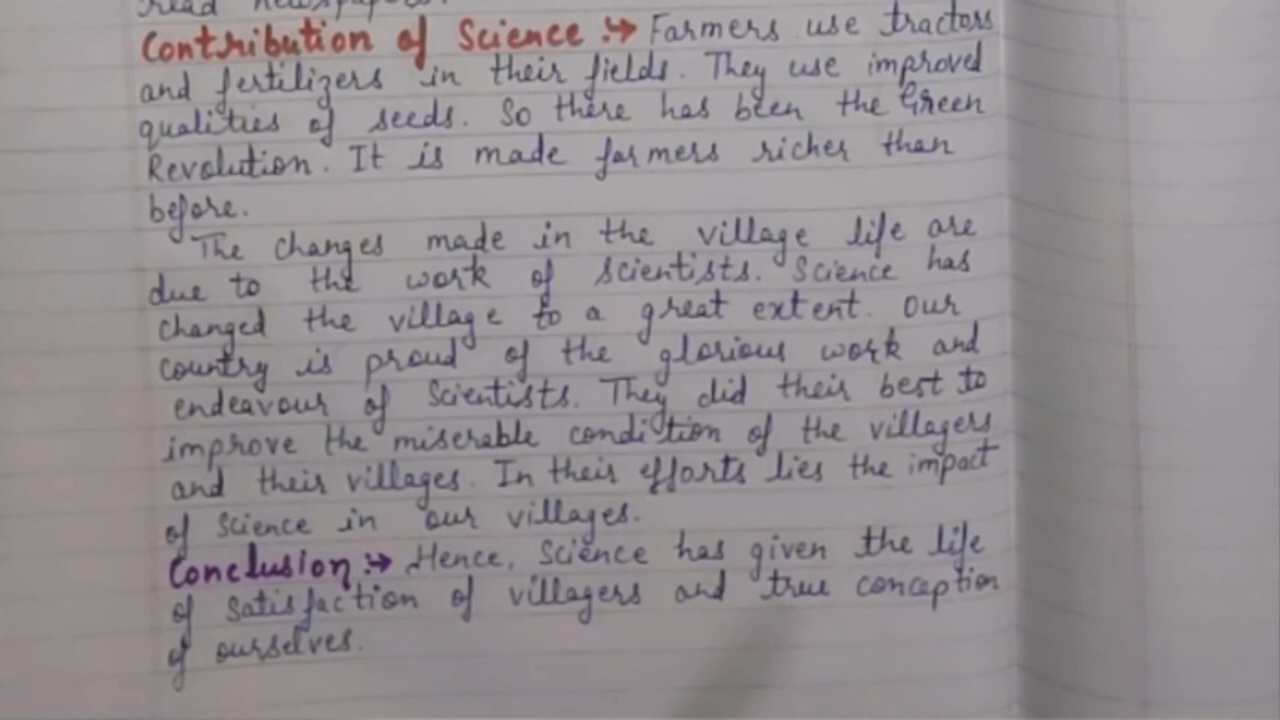 read newspapers.
Contribution of Science :→ Farmers use tractors
and fertilizers in their fields. They use improved
qualities of seeds. So there has been the Green
Revolution. It is made farmers richer than
before.
The changes made in the village life are
due to the work of scientists. Science has
changed the village to a great extent. Our
country is proud of the glorious work and
endeavour of Scientists. They did their best to
improve the miserable condition of the villagers
and their villages. In their efforts lies the impact
of science in our villages.
Conclusion :→ Hence, Science has given the life
of satisfaction of villagers and true conception
of ourselves.